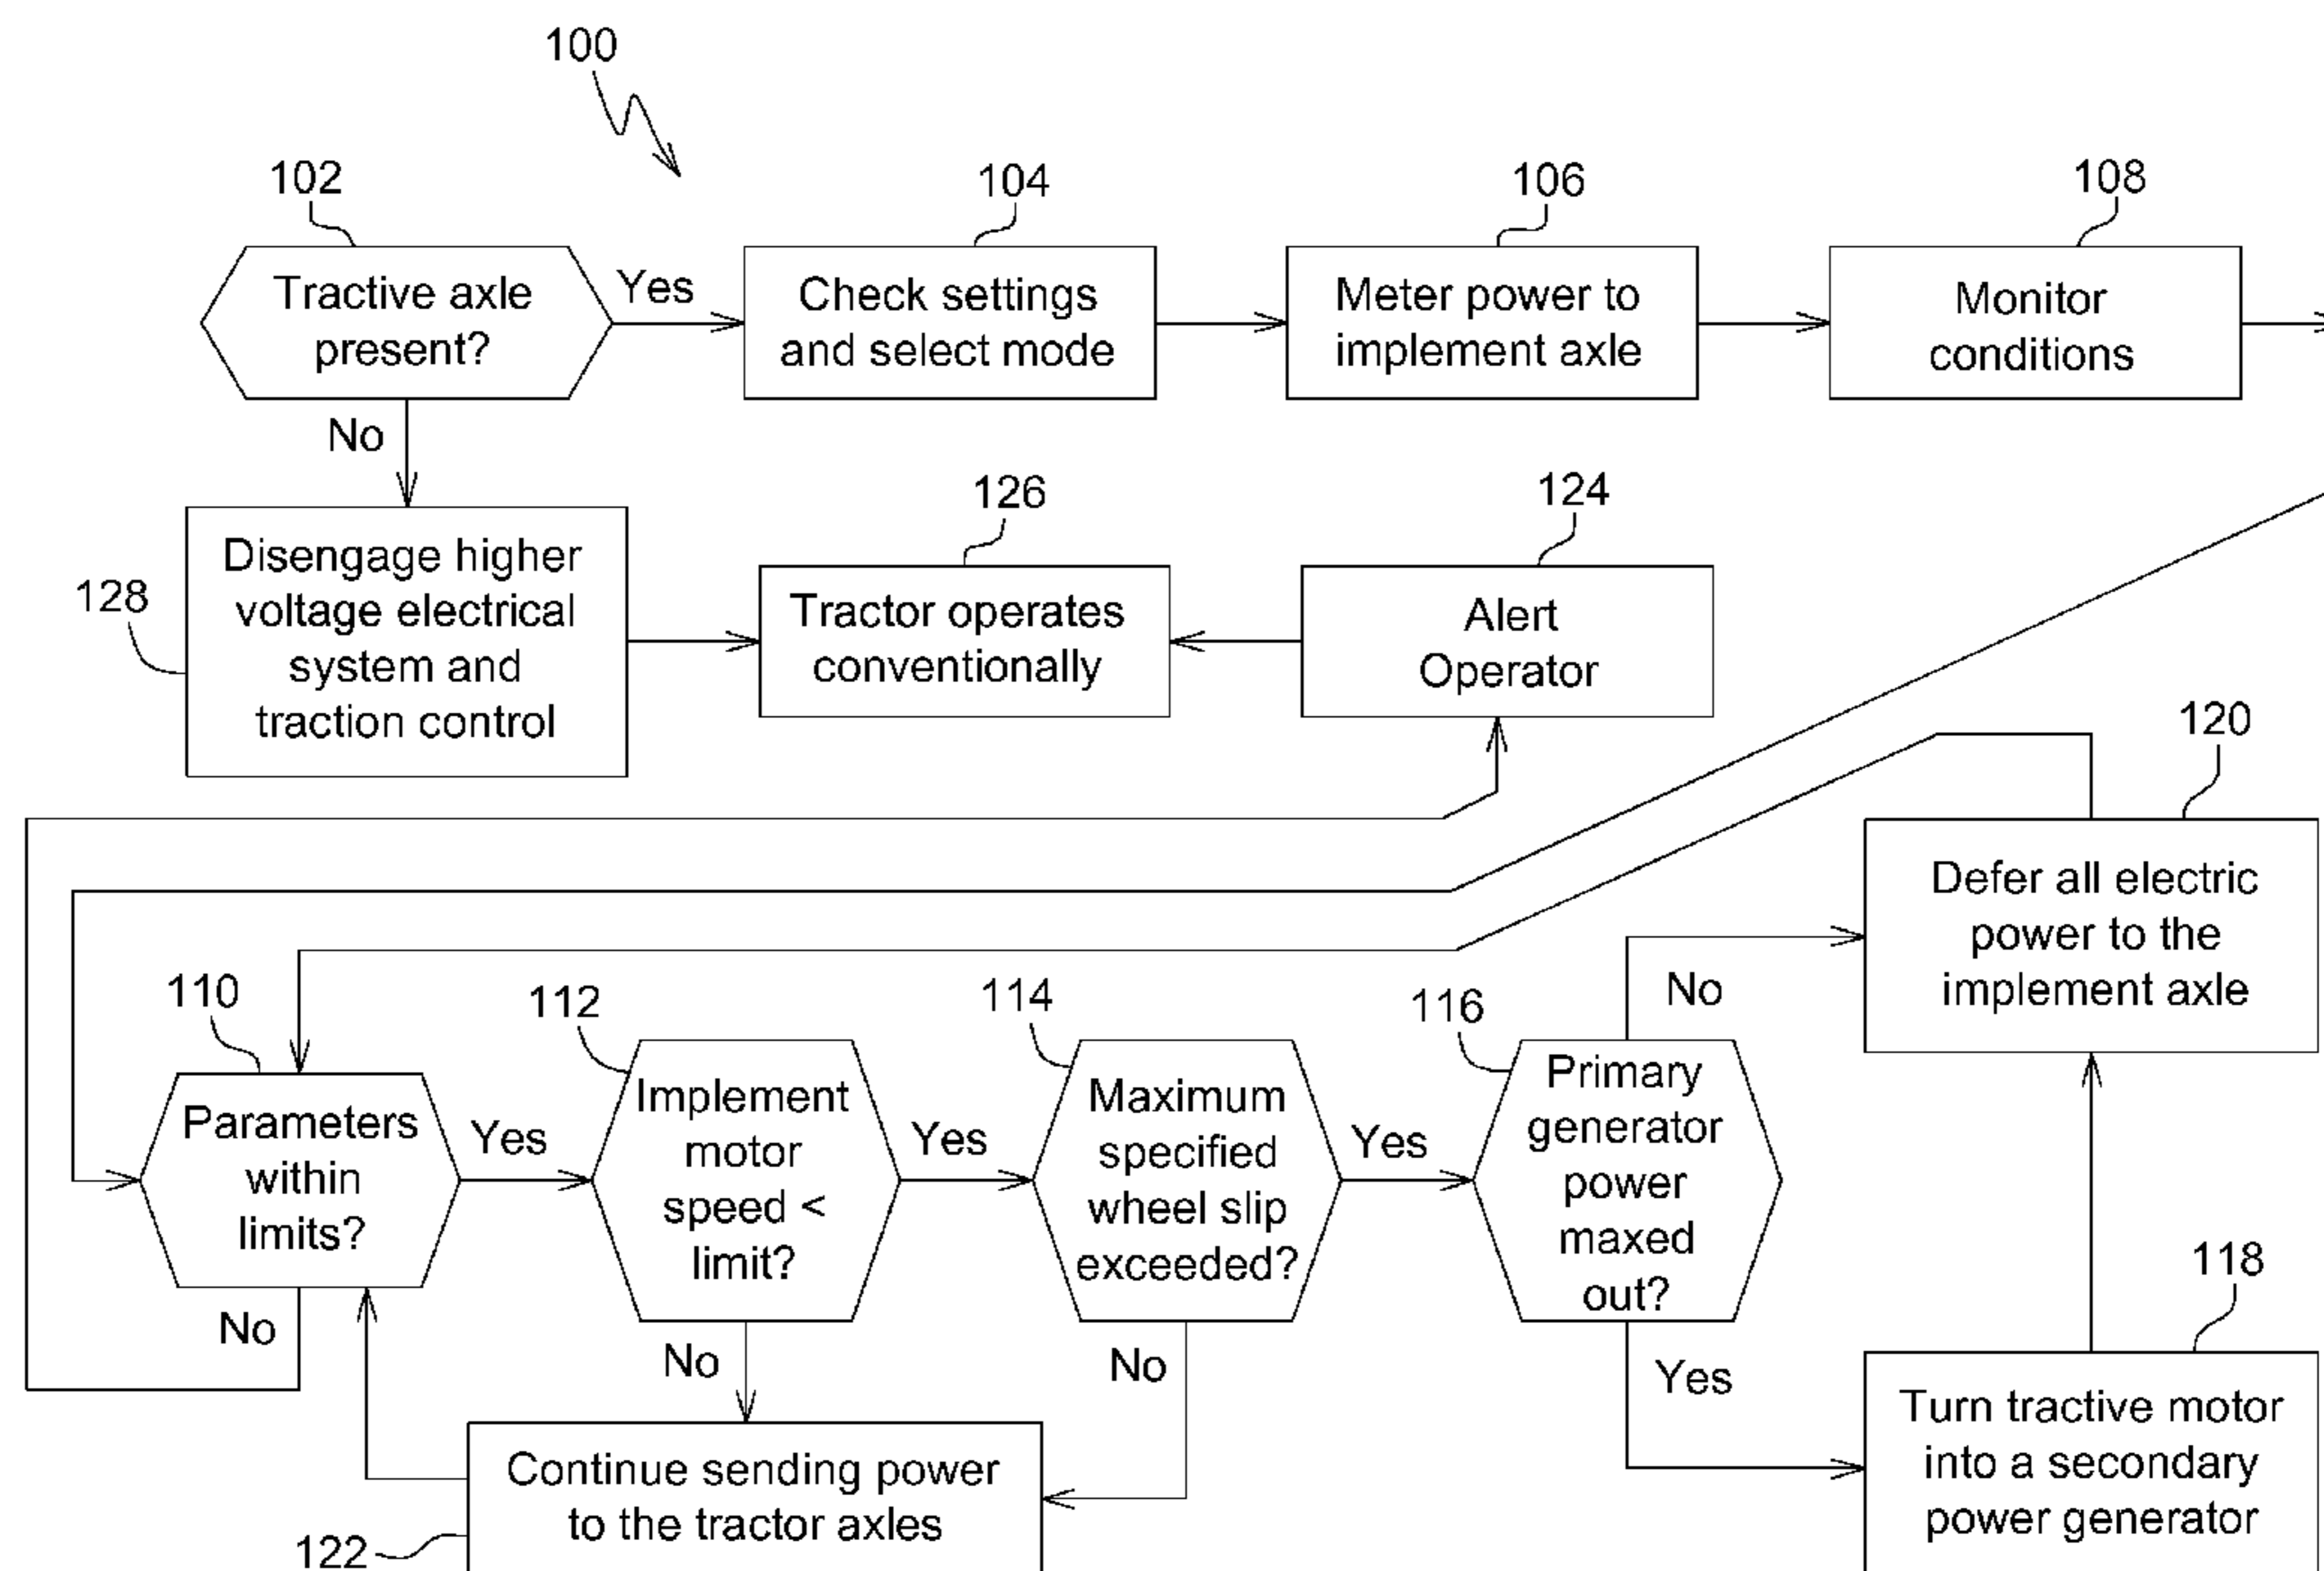 100
102
104
106
108
Tractive axle
present?
Yes
Check settings
and select mode
Meter power to
implement axle
Monitor
conditions
No
128
Disengage higher
voltage electrical
system and
traction control
126
Tractor operates
conventionally
124
Alert
Operator
120
Defer all electric
power to the
implement axle
110
Parameters
within
limits?
Yes
No
112
Implement
motor
speed <
limit?
Yes
No
114
Maximum
specified
wheel slip
exceeded?
Yes
No
116
Primary
generator
power
maxed
out?
No
Yes
118
Turn tractive motor
into a secondary
power generator
122
Continue sending power
to the tractor axles